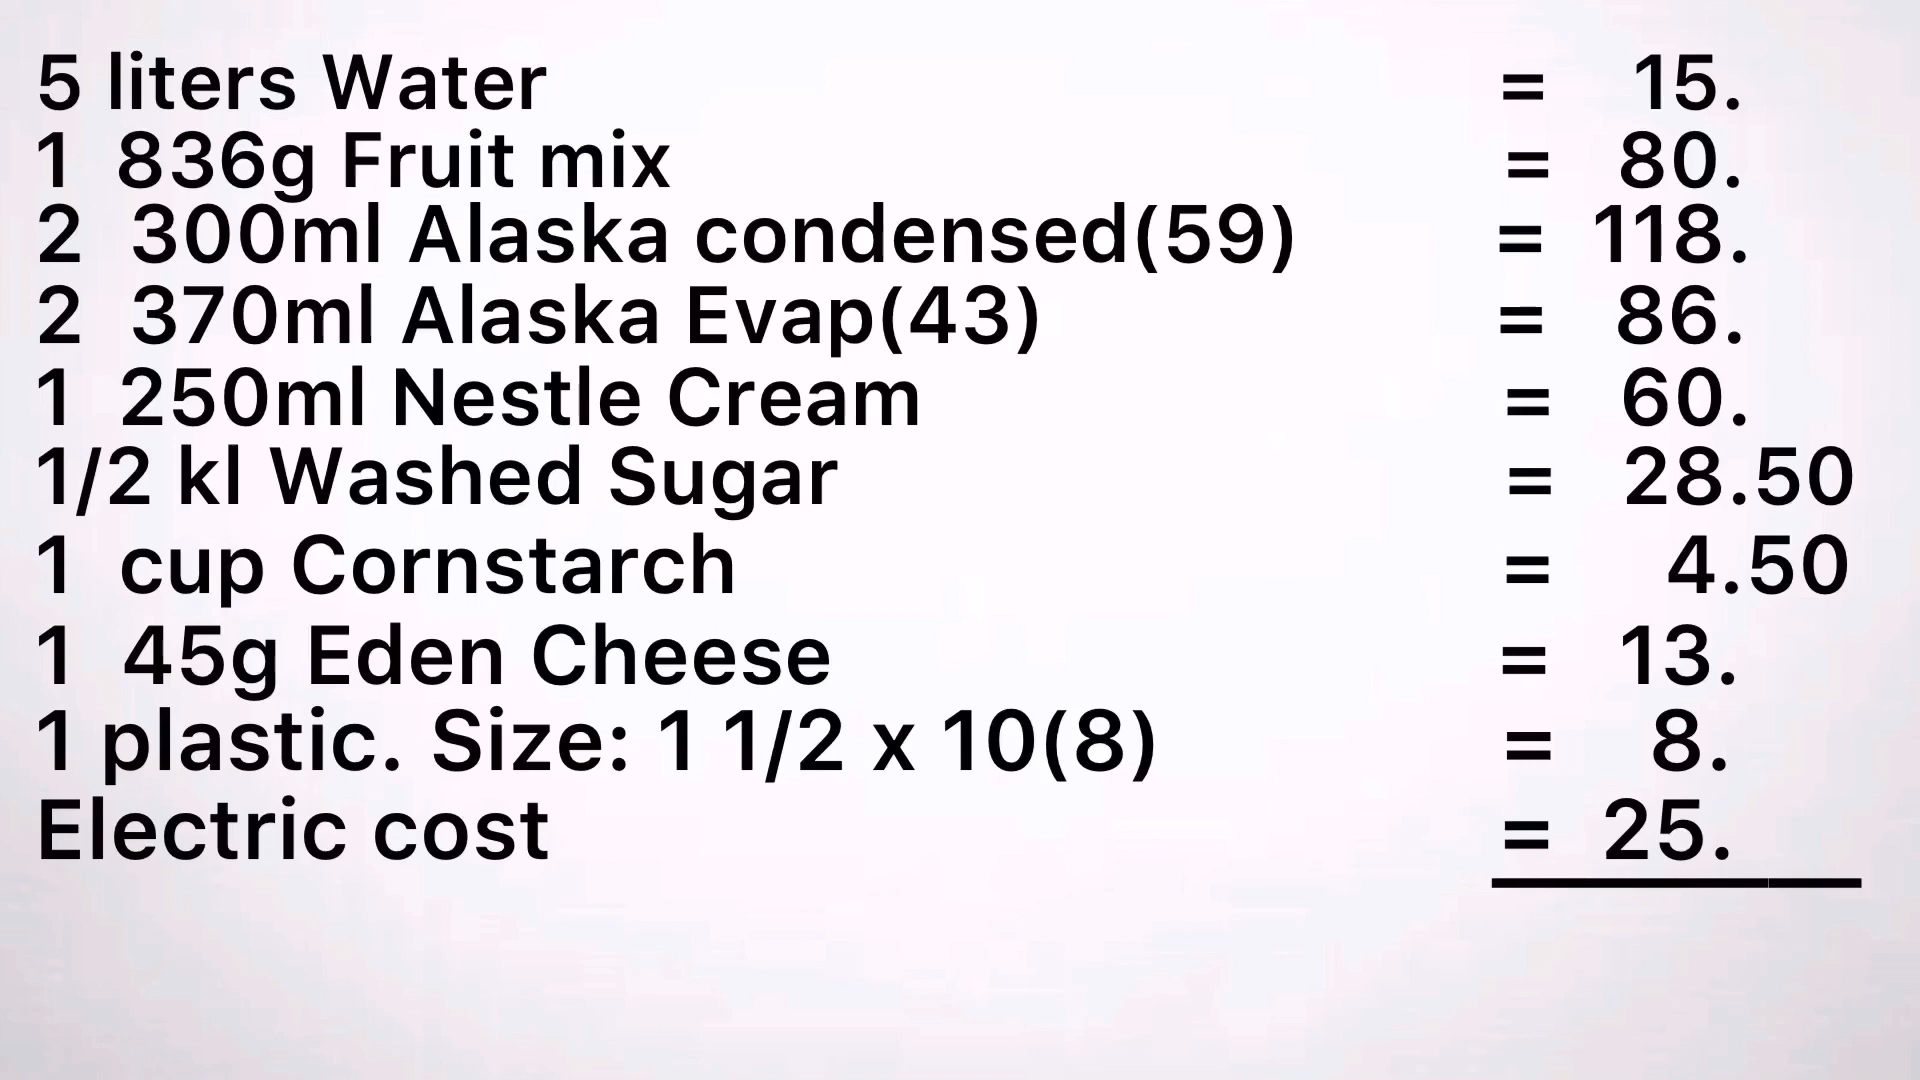 5 liters Water = 15.
1 836g Fruit mix = 80.
2 300ml Alaska condensed(59) = 118.
2 370ml Alaska Evap(43) = 86.
1 250ml Nestle Cream = 60.
1/2 kl Washed Sugar = 28.50
1 cup Cornstarch = 4.50
1 45g Eden Cheese = 13.
1 plastic. Size: 1 1/2 x 10(8) = 8.
Electric cost = 25.